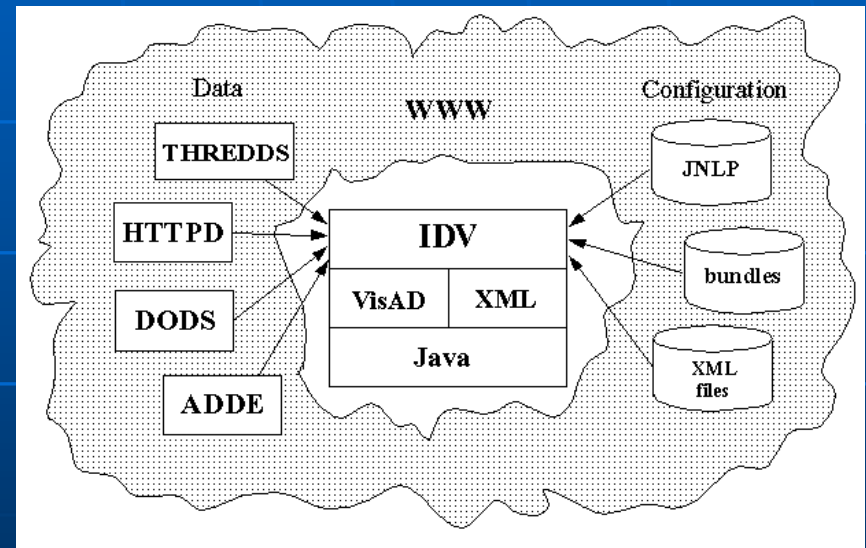 Data
WWW
Configuration
THREDDS
HTTPD
DODS
ADDE
IDV
VisAD
XML
Java
JNLP
bundles
XML
files